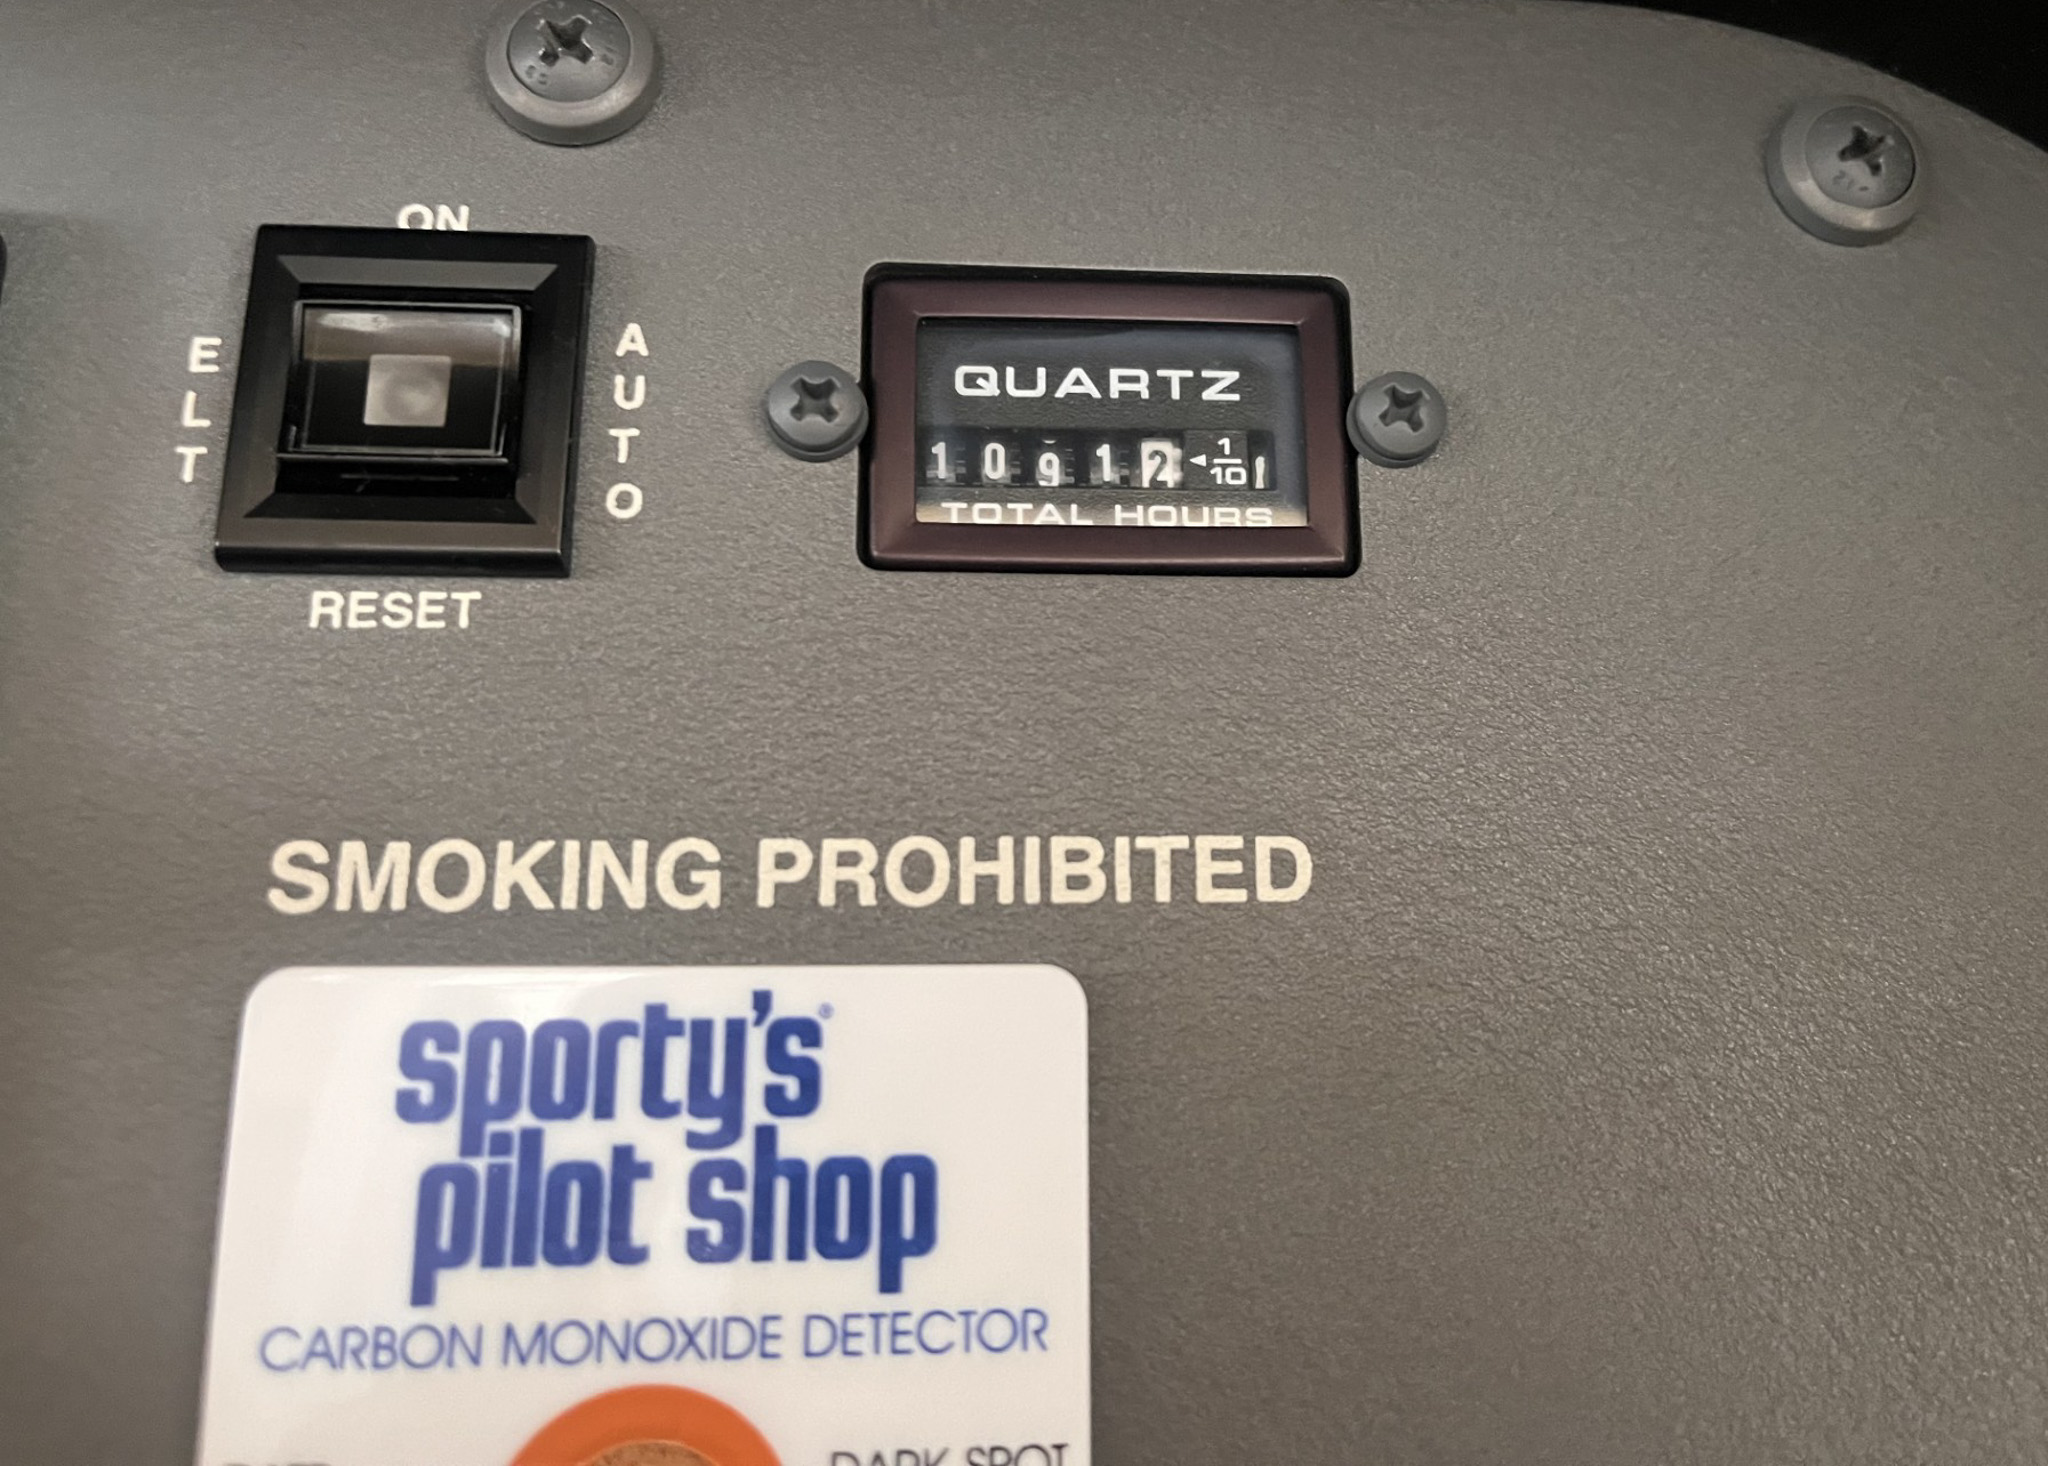 ON
ELT
AUTO
RESET
QUARTZ
1 0 9 1 2 ◄ 1/10
TOTAL HOURS
SMOKING PROHIBITED
sporty's®
pilot shop
CARBON MONOXIDE DETECTOR
DARK SPOT